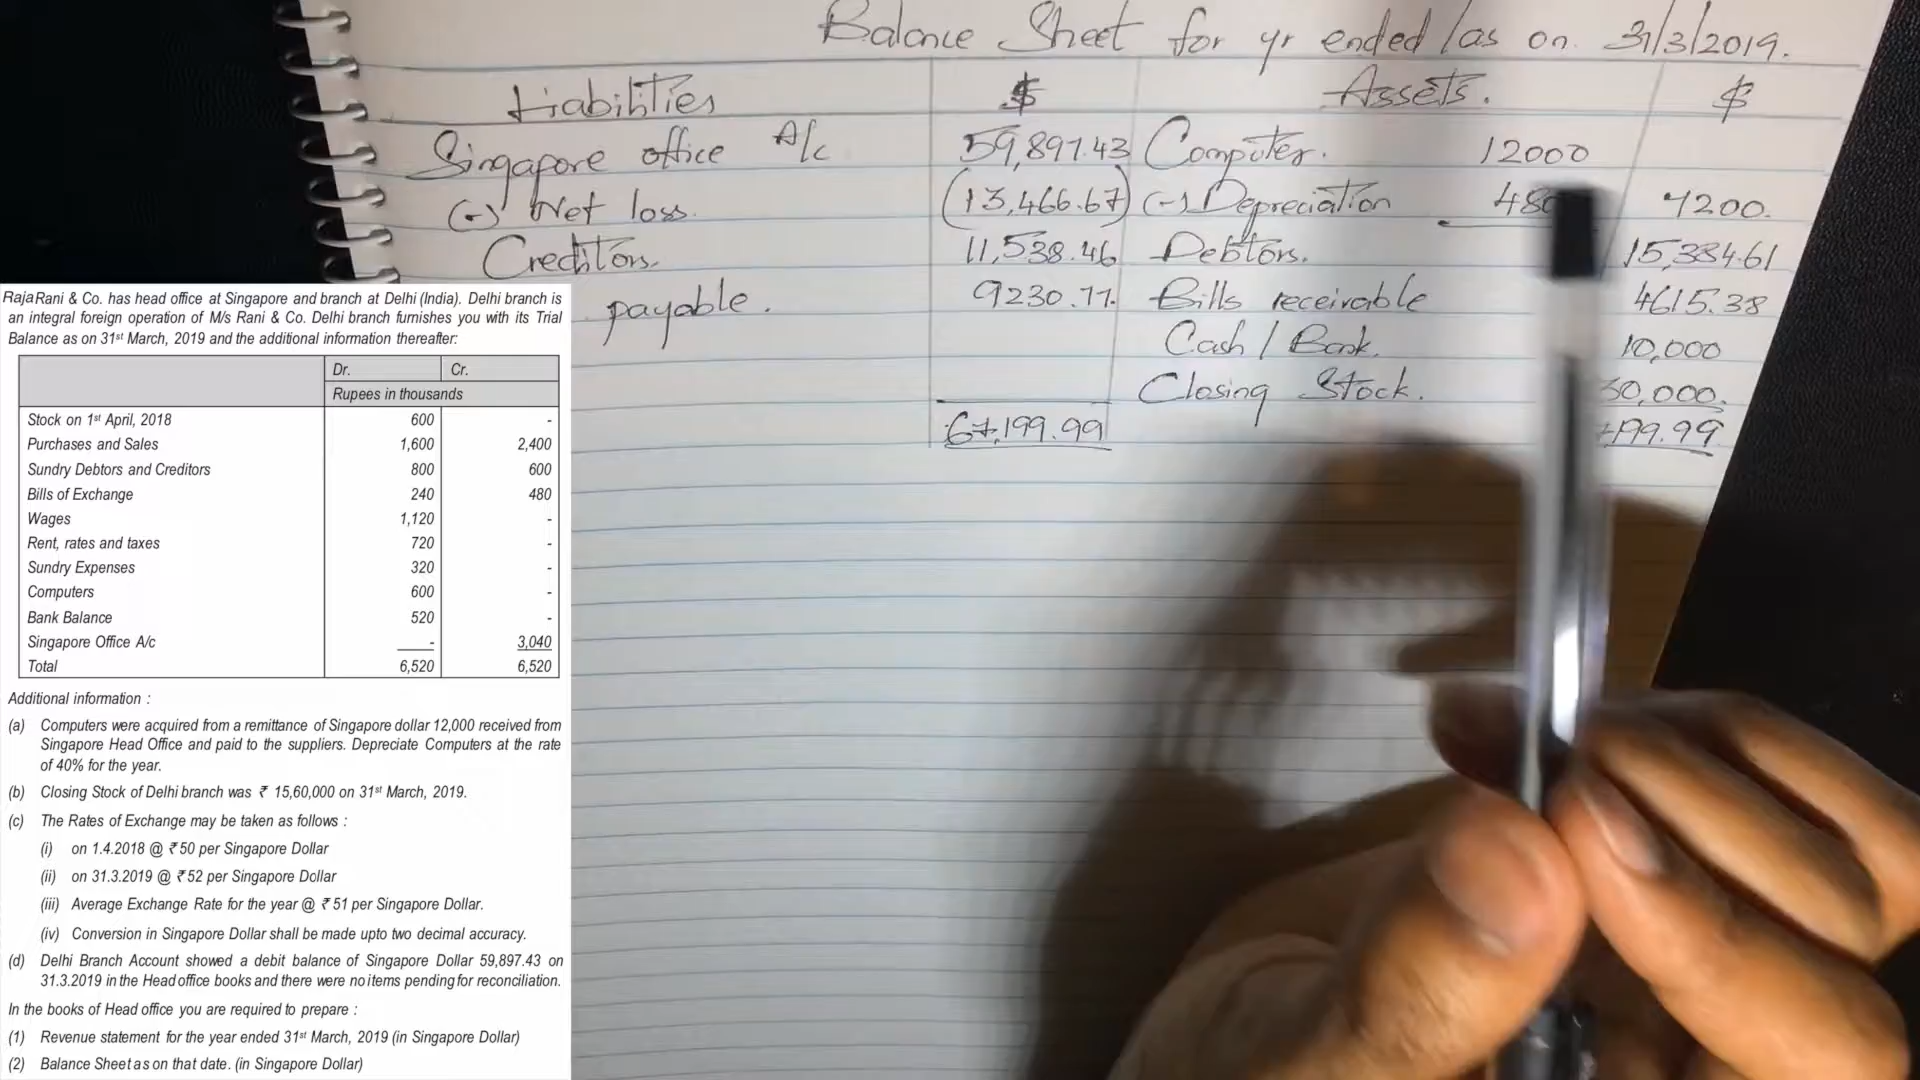 Balance Sheet for yr ended /as on 31/3/2019.
Liabilities $ Assets. $
Singapore office A/c 59,897.43 Computer. 12000
(-) Net loss. (13,466.67) (-) Depreciation 7200.
Creditors. 11,538.46 Debtors. 15,384.61
payable. 9230.77. Bills receivable 4615.38
Cash / Bank. 10,000
Closing Stock. 30,000.
67,199.99 199.99
Raja Rani & Co. has head office at Singapore and branch at Delhi (India). Delhi branch is
an integral foreign operation of M/s Rani & Co. Delhi branch furnishes you with its Trial
Balance as on 31st March, 2019 and the additional information thereafter:
Dr. Cr.
Rupees in thousands
Stock on 1st April, 2018 600 -
Purchases and Sales 1,600 2,400
Sundry Debtors and Creditors 800 600
Bills of Exchange 240 480
Wages 1,120 -
Rent, rates and taxes 720 -
Sundry Expenses 320 -
Computers 600 -
Bank Balance 520 -
Singapore Office A/c - 3,040
Total 6,520 6,520
Additional information :
(a) Computers were acquired from a remittance of Singapore dollar 12,000 received from
Singapore Head Office and paid to the suppliers. Depreciate Computers at the rate
of 40% for the year.
(b) Closing Stock of Delhi branch was ₹ 15,60,000 on 31st March, 2019.
(c) The Rates of Exchange may be taken as follows :
(i) on 1.4.2018 @ ₹ 50 per Singapore Dollar
(ii) on 31.3.2019 @ ₹ 52 per Singapore Dollar
(iii) Average Exchange Rate for the year @ ₹ 51 per Singapore Dollar.
(iv) Conversion in Singapore Dollar shall be made upto two decimal accuracy.
(d) Delhi Branch Account showed a debit balance of Singapore Dollar 59,897.43 on
31.3.2019 in the Head office books and there were no items pending for reconciliation.
In the books of Head office you are required to prepare :
(1) Revenue statement for the year ended 31st March, 2019 (in Singapore Dollar)
(2) Balance Sheet as on that date. (in Singapore Dollar)